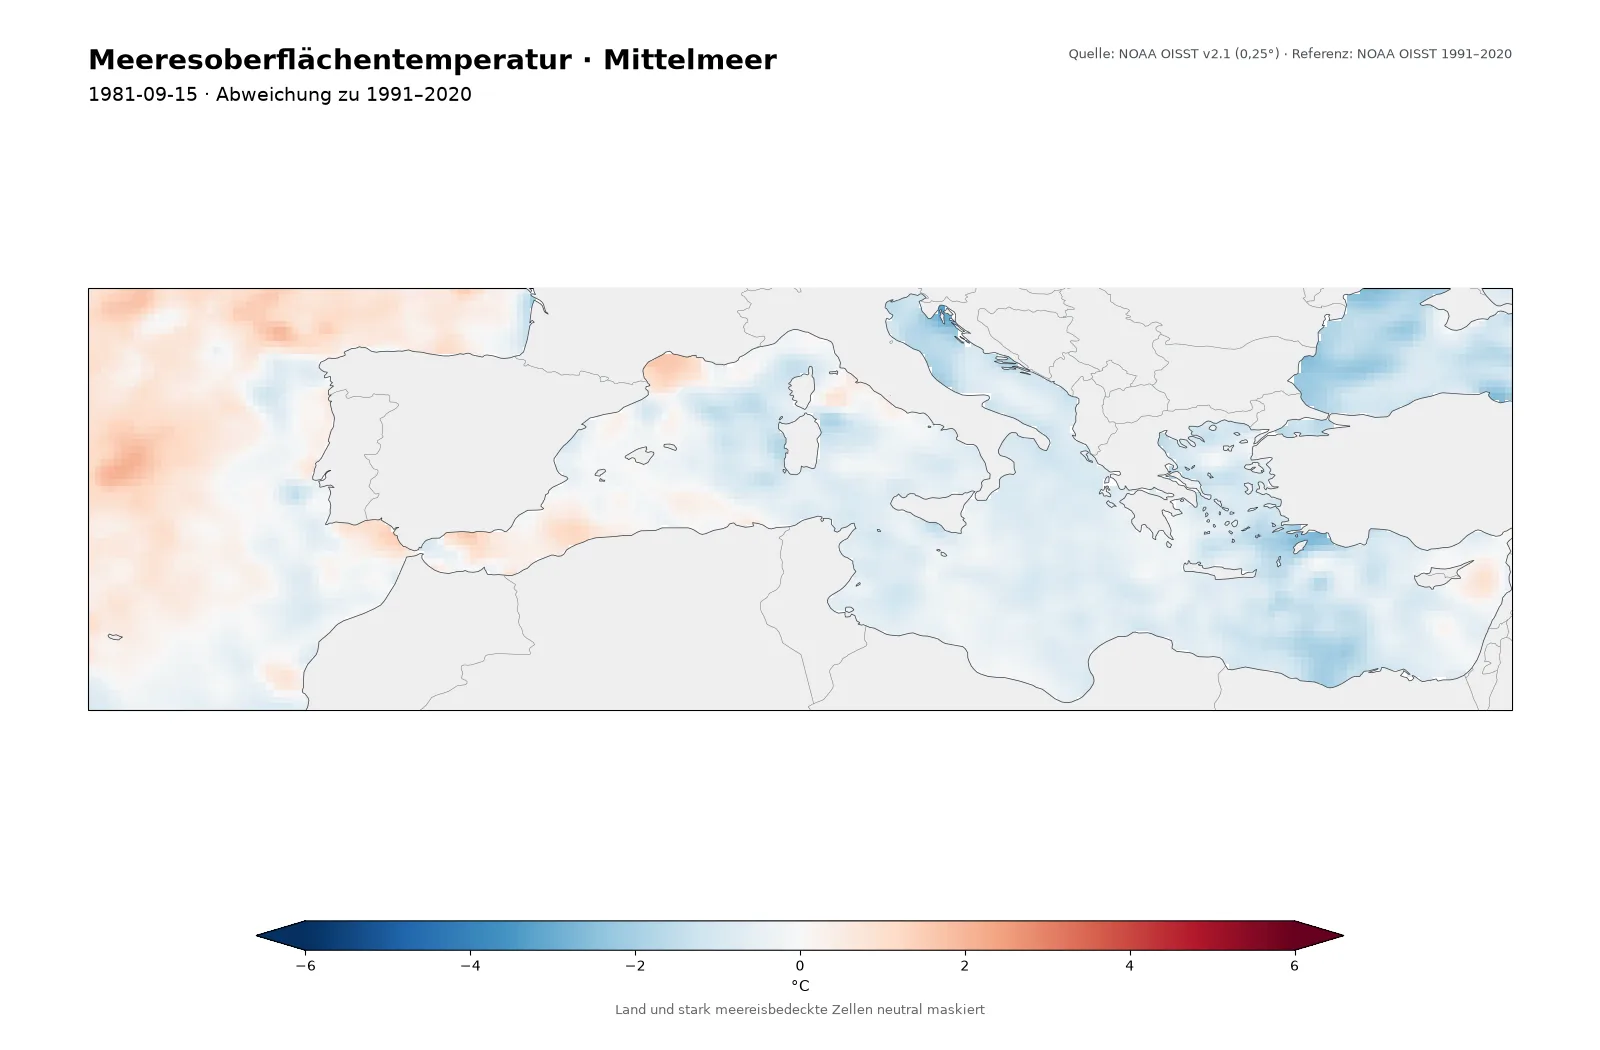 Meeresoberflächentemperatur · Mittelmeer
Quelle: NOAA OISST v2.1 (0,25°) · Referenz: NOAA OISST 1991–2020
1981-09-15 · Abweichung zu 1991–2020
−6 −4 −2 0 2 4 6
°C
Land und stark meereisbedeckte Zellen neutral maskiert